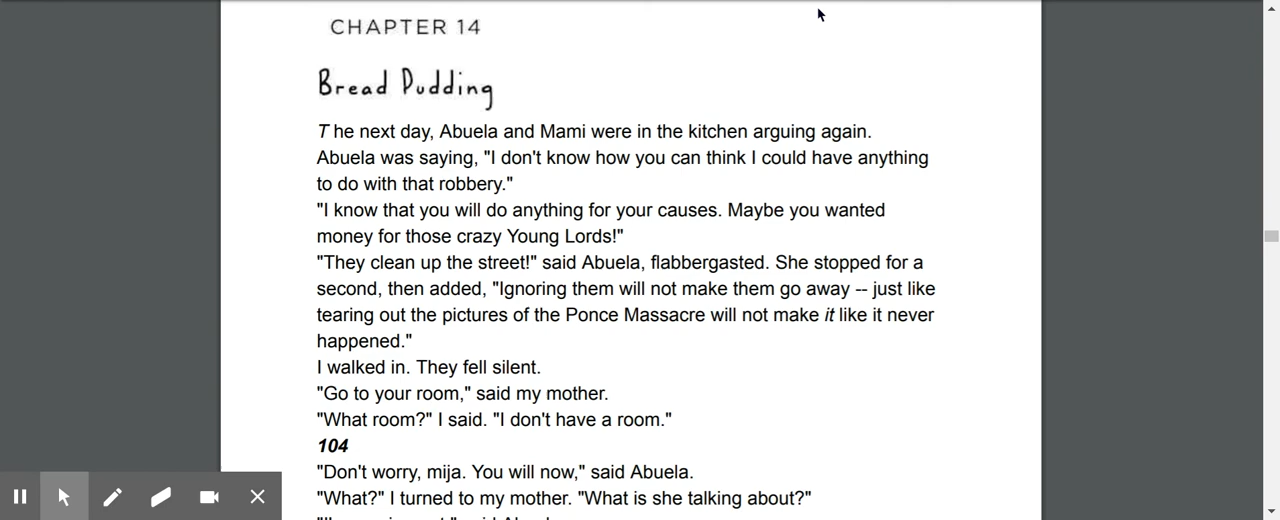 CHAPTER 14
Bread Pudding
T he next day, Abuela and Mami were in the kitchen arguing again.
Abuela was saying, "I don't know how you can think I could have anything
to do with that robbery."
"I know that you will do anything for your causes. Maybe you wanted
money for those crazy Young Lords!"
"They clean up the street!" said Abuela, flabbergasted. She stopped for a
second, then added, "Ignoring them will not make them go away -- just like
tearing out the pictures of the Ponce Massacre will not make it like it never
happened."
I walked in. They fell silent.
"Go to your room," said my mother.
"What room?" I said. "I don't have a room."
104
"Don't worry, mija. You will now," said Abuela.
"What?" I turned to my mother. "What is she talking about?"